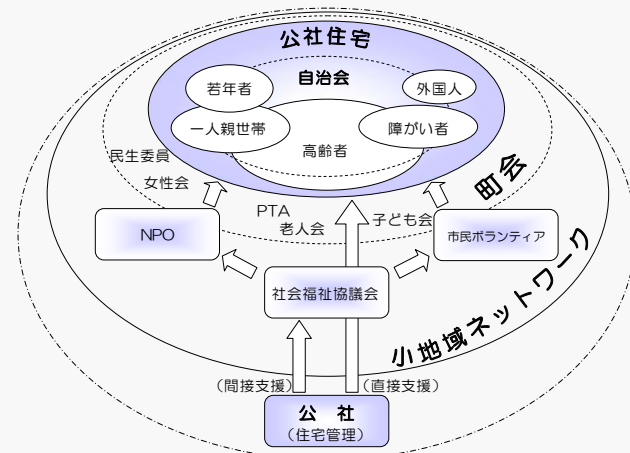 公社住宅
自治会
若年者
外国人
一人親世帯
障がい者
高齢者
民生委員
女性会
町会
PTA
老人会
子ども会
NPO
市民ボランティア
社会福祉協議会
小地域ネットワーク
（間接支援）
（直接支援）
公 社
（住宅管理）